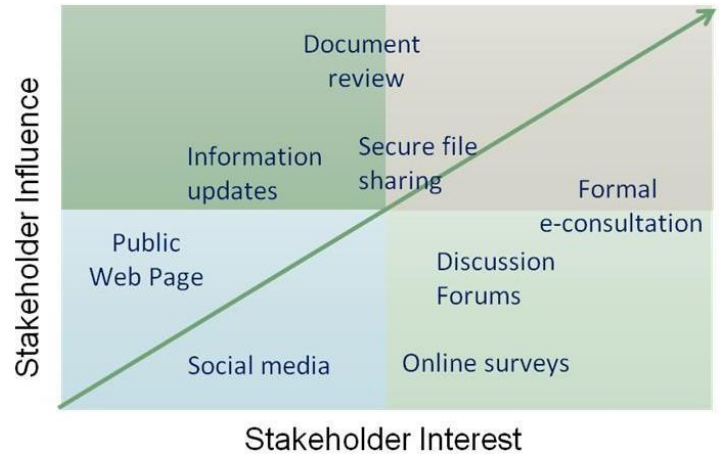 Stakeholder Influence
Document
review
Information
updates
Secure file
sharing
Formal
e-consultation
Public
Web Page
Discussion
Forums
Social media
Online surveys
Stakeholder Interest